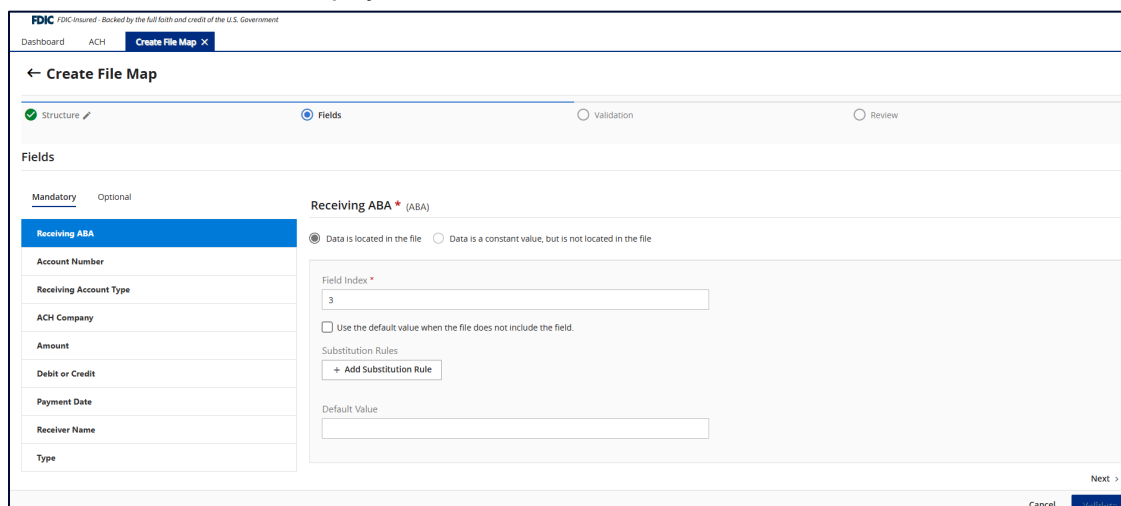 FDIC FDIC-Insured - Backed by the full faith and credit of the U.S. Government
Dashboard ACH Create File Map ×
← Create File Map
Structure Fields Validation Review
Fields
Mandatory Optional
Receiving ABA * (ABA)
Receiving ABA
Data is located in the file Data is a constant value, but is not located in the file
Account Number
Field Index *
Receiving Account Type
3
ACH Company
Use the default value when the file does not include the field.
Amount
Substitution Rules
+ Add Substitution Rule
Debit or Credit
Payment Date
Default Value
Receiver Name
Type
Next >
Cancel Validate